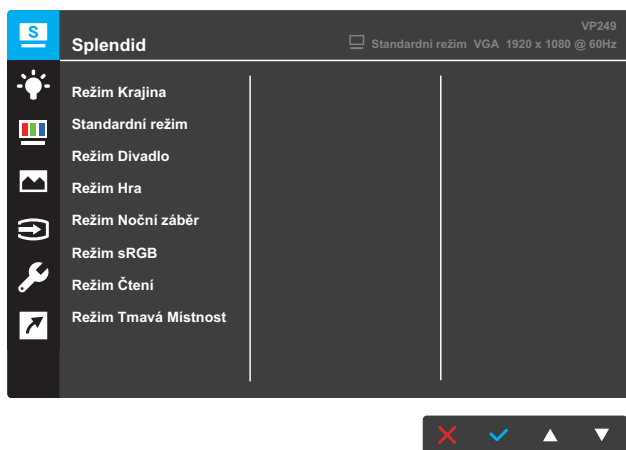 S
VP249
Splendid
Standardní režim VGA 1920 x 1080 @ 60Hz
Režim Krajina
Standardní režim
Režim Divadlo
Režim Hra
Režim Noční záběr
Režim sRGB
Režim Čtení
Režim Tmavá Místnost